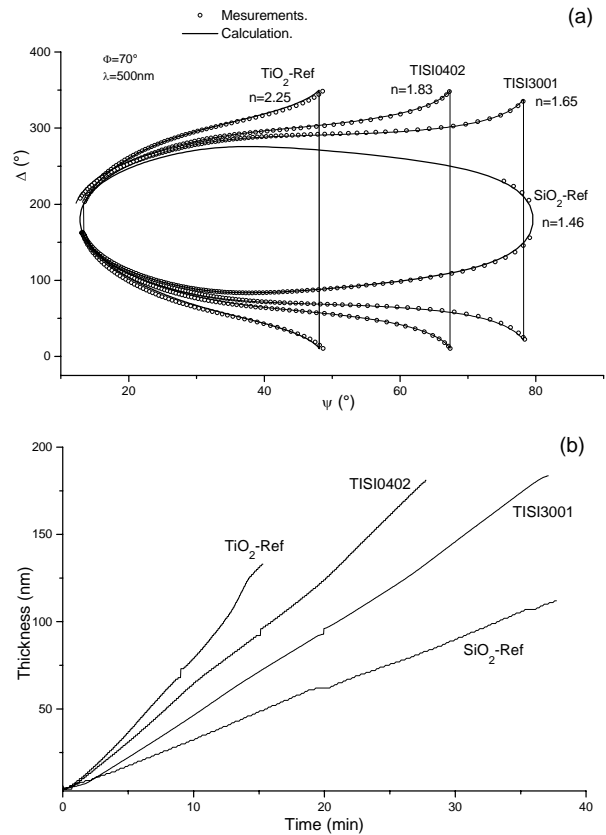 Mesurements.
Calculation.
(a)
Φ=70°
λ=500nm
TiO2-Ref
n=2.25
TISI0402
n=1.83
TISI3001
n=1.65
SiO2-Ref
n=1.46
400
300
200
100
0
Δ (°)
20 40 60 80
ψ (°)
(b)
200
150
100
50
Thickness (nm)
TiO2-Ref
TISI0402
TISI3001
SiO2-Ref
0 10 20 30 40
Time (min)